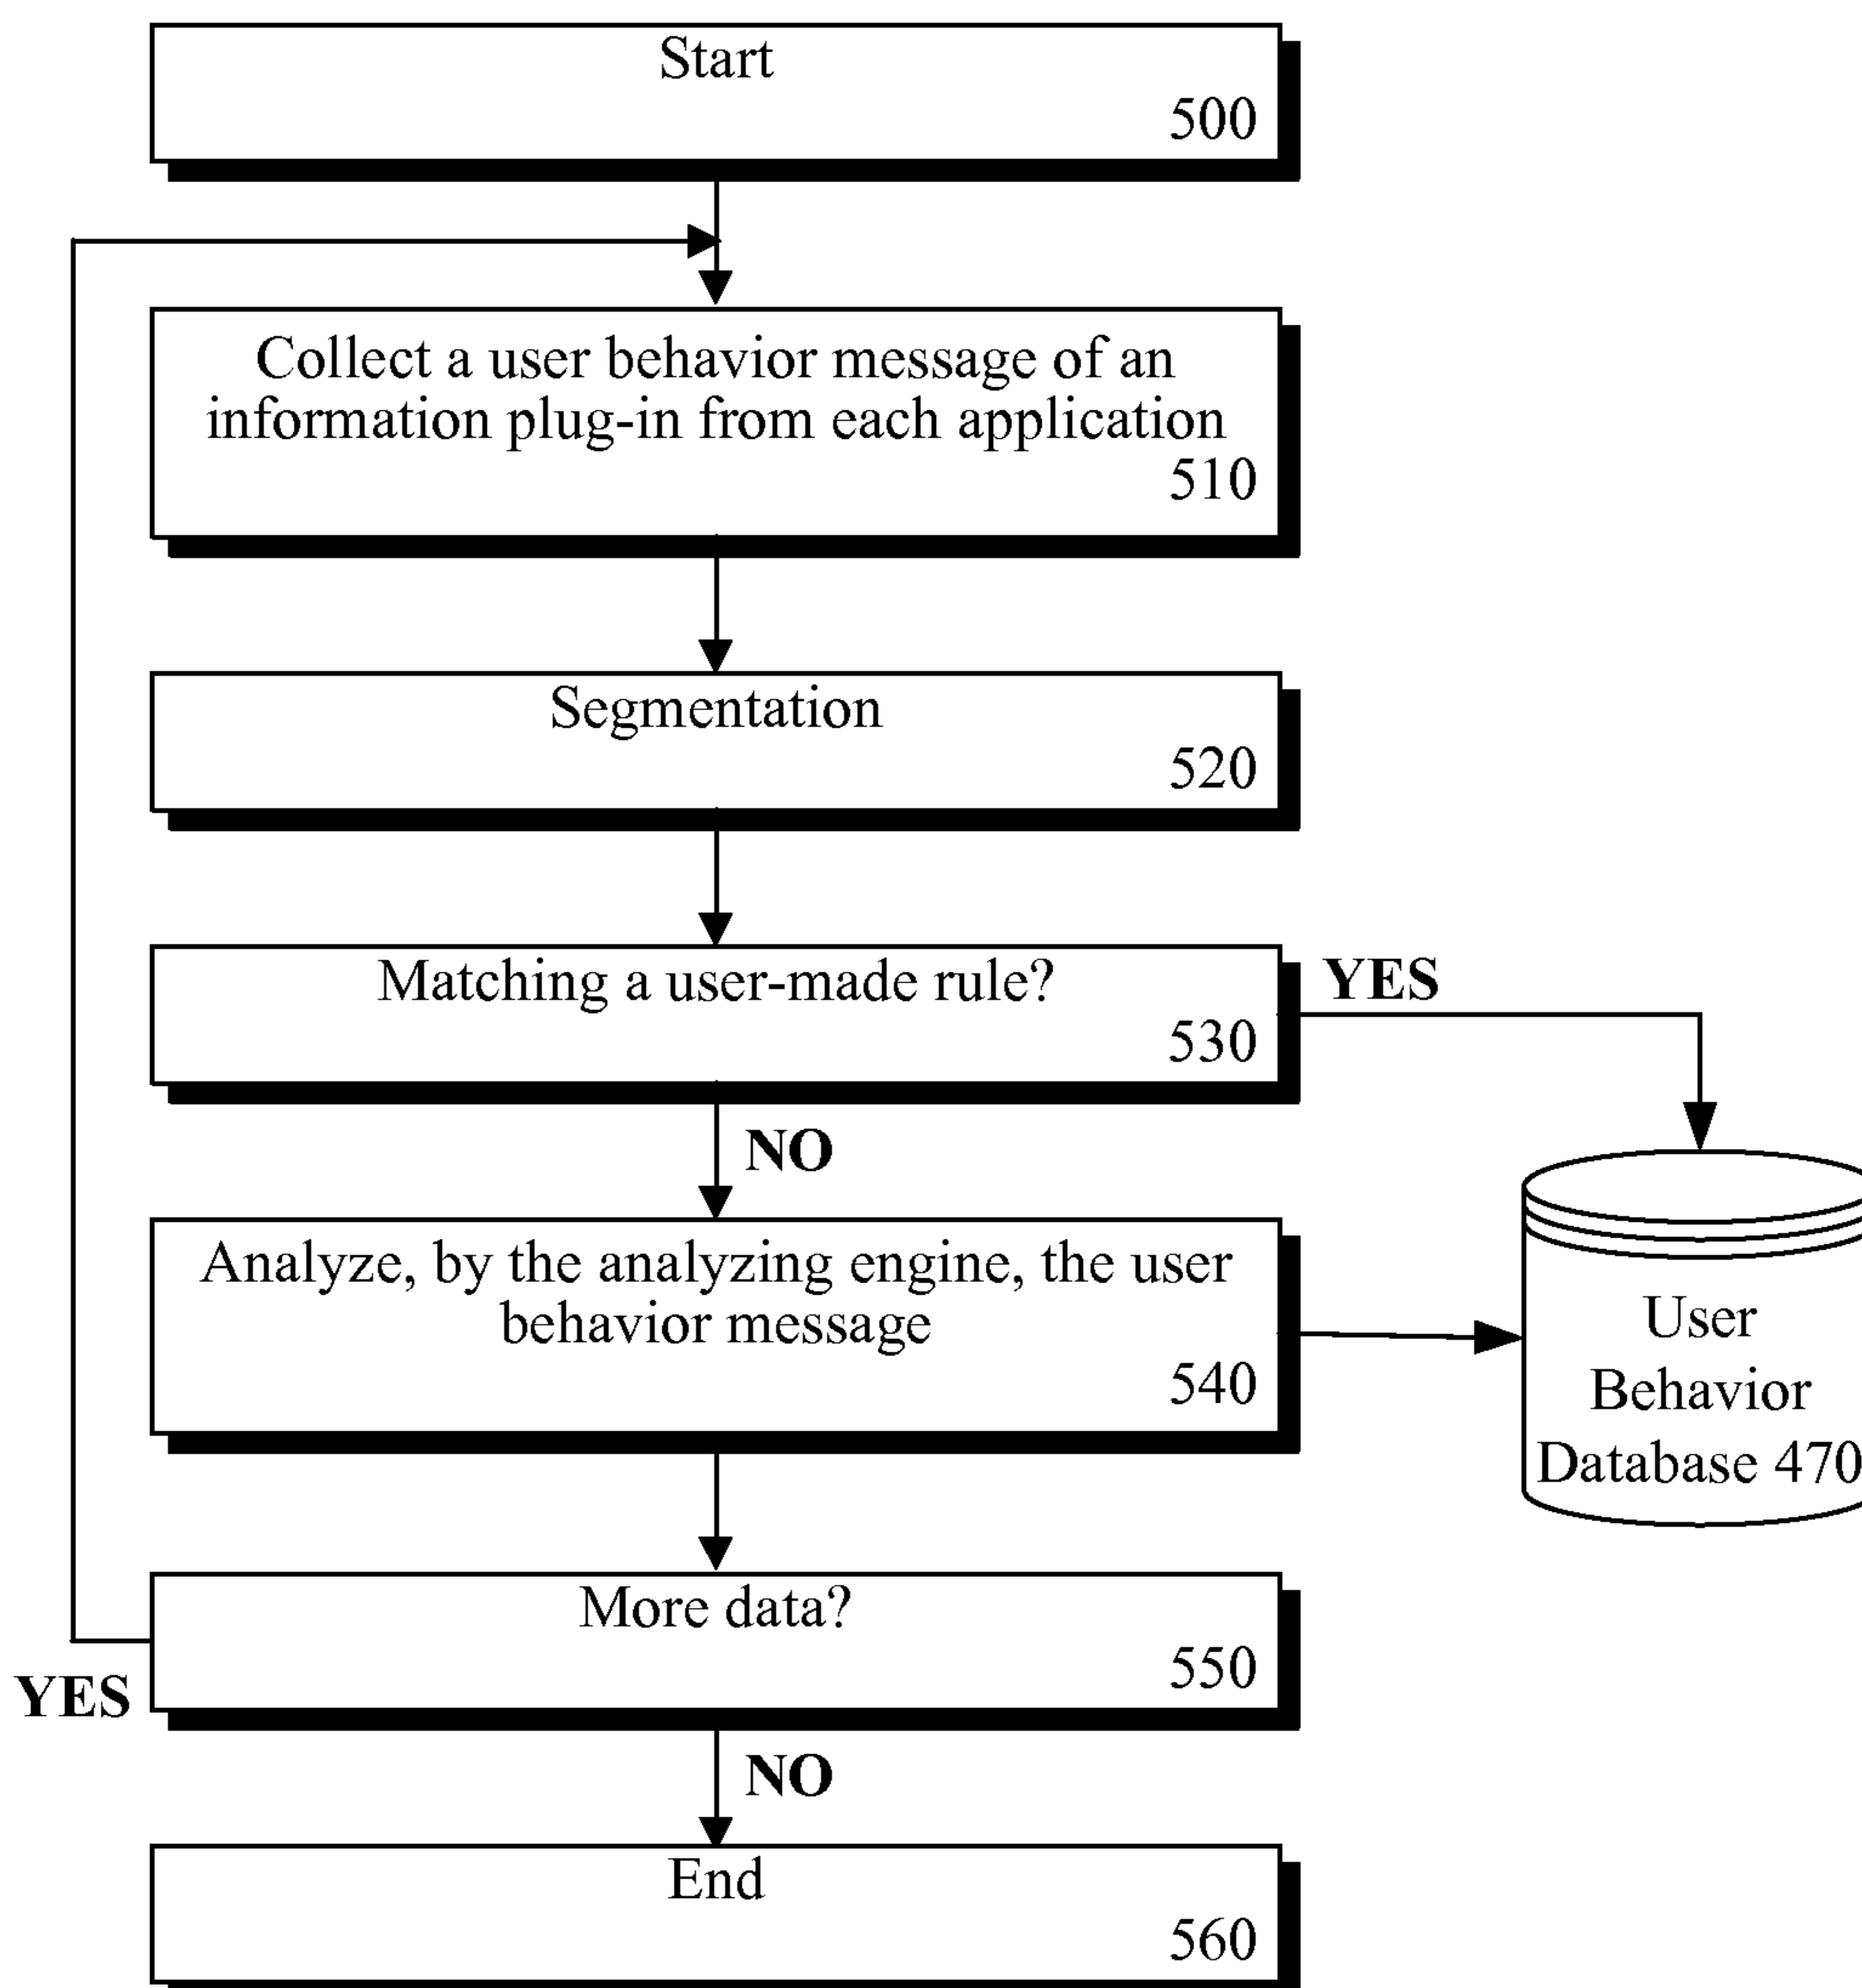 Start
500
Collect a user behavior message of an
information plug-in from each application
510
Segmentation
520
Matching a user-made rule?
530
YES
NO
Analyze, by the analyzing engine, the user
behavior message
540
User
Behavior
Database 470
More data?
550
YES
NO
End
560